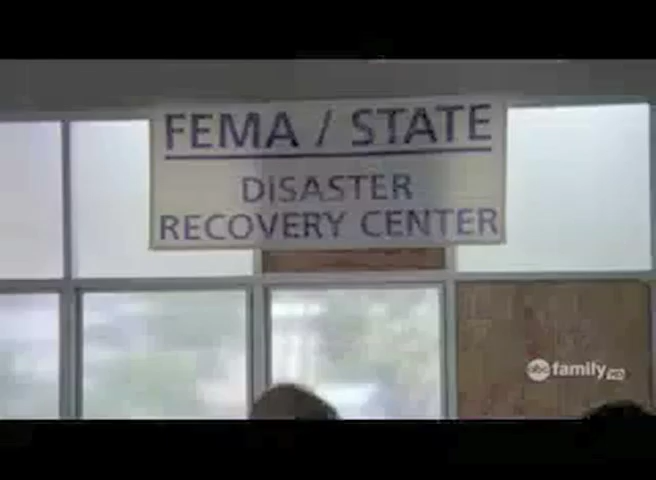 FEMA / STATE
DISASTER
RECOVERY CENTER
abc family HD